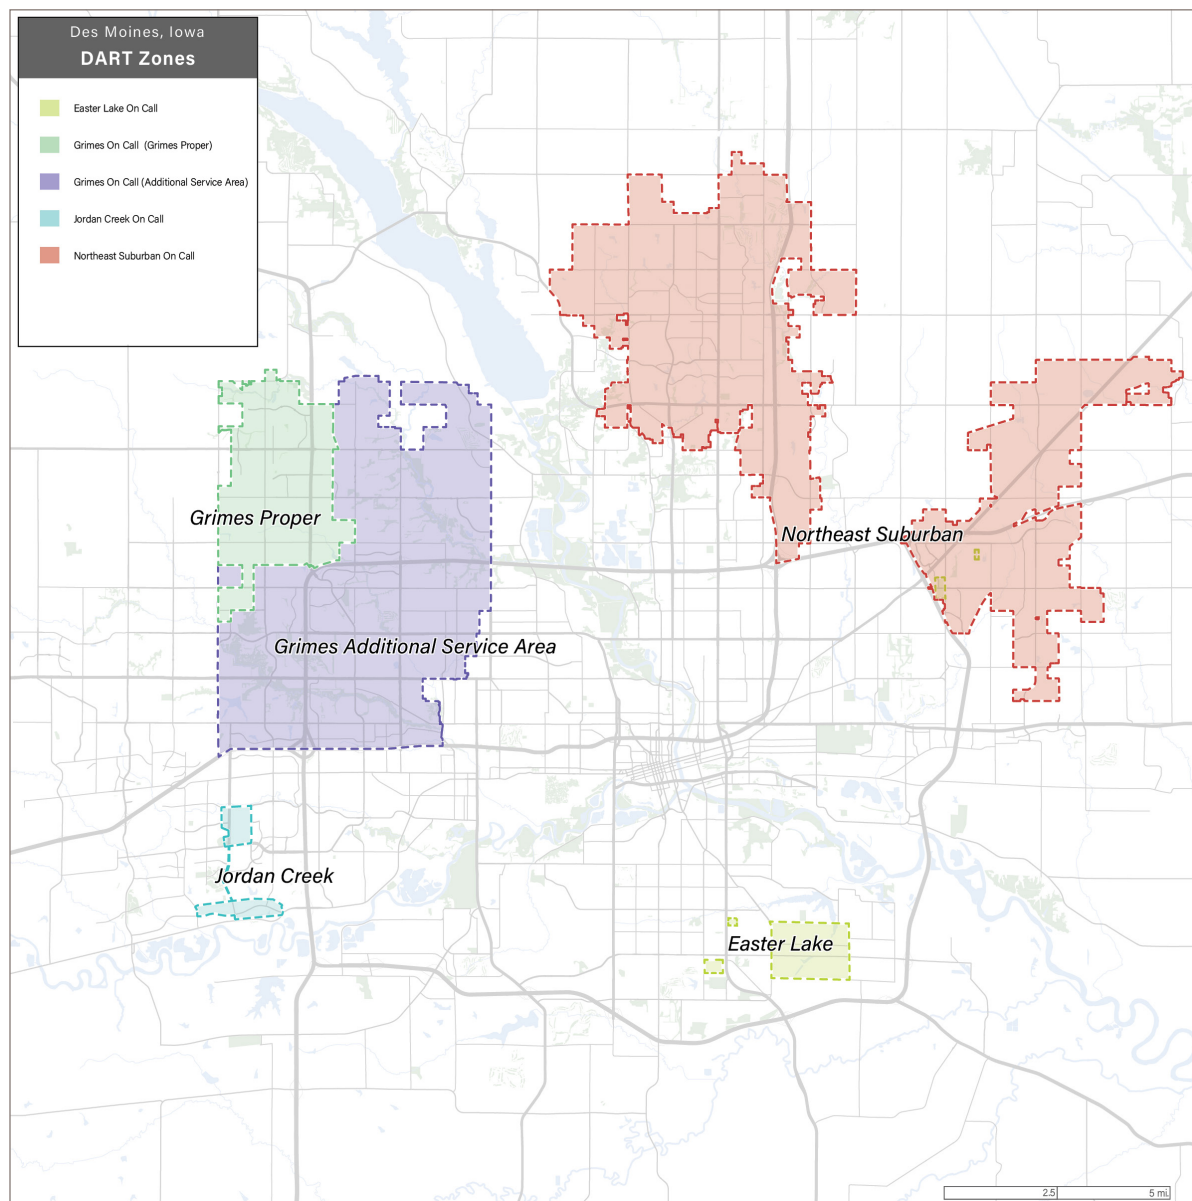 Des Moines, Iowa
DART Zones
Easter Lake On Call
Grimes On Call (Grimes Proper)
Grimes On Call (Additional Service Area)
Jordan Creek On Call
Northeast Suburban On Call
Grimes Proper
Northeast Suburban
Grimes Additional Service Area
Jordan Creek
Easter Lake
2.5 5 mi.